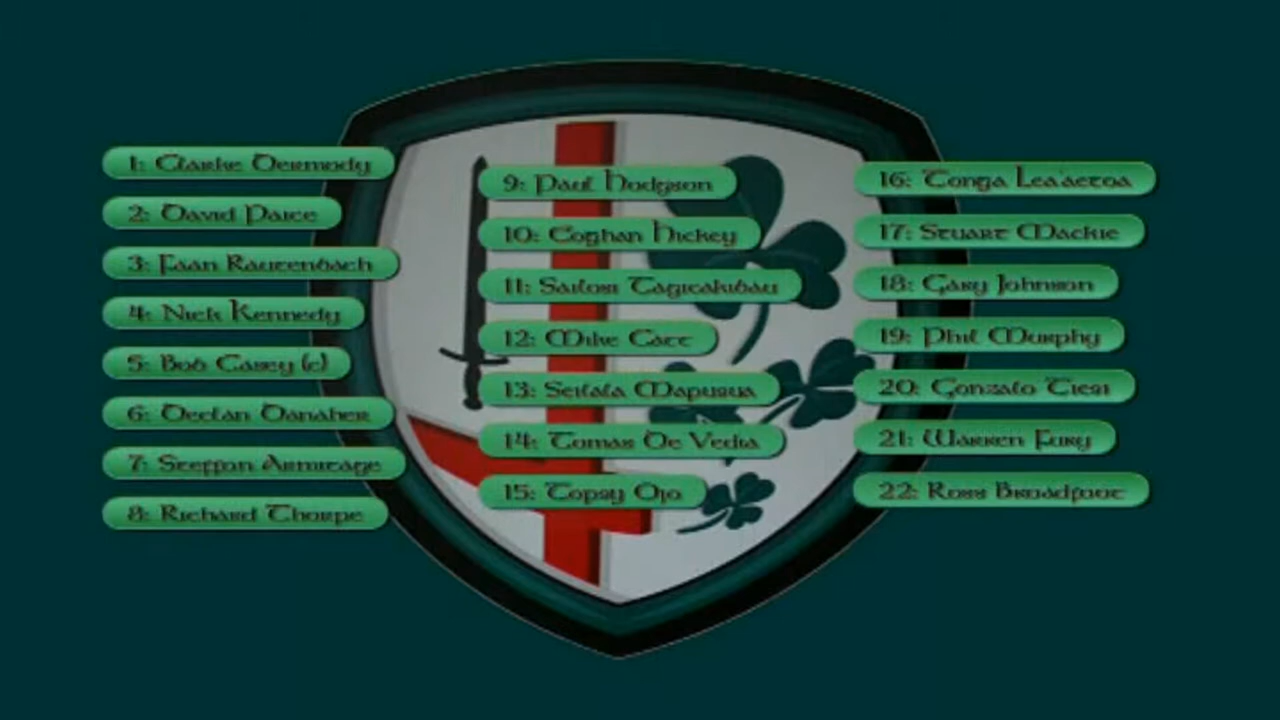 1: Clarke Dermody
2: David Paice
3: Faan Rautenbach
4: Nick Kennedy
5: Bob Casey (c)
6: Declan Danaher
7: Steffon Armitage
8: Richard Thorpe
9: Paul Hodgson
10: Eoghan Hickey
11: Sailosi Tagicakibau
12: Mike Catt
13: Seilala Mapusua
14: Tomas De Vedia
15: Topsy Ojo
16: Tonga Lea'aetoa
17: Stuart Mackie
18: Gary Johnson
19: Phil Murphy
20: Gonzalo Tiesi
21: Warren Fury
22: Ross Broadfoot